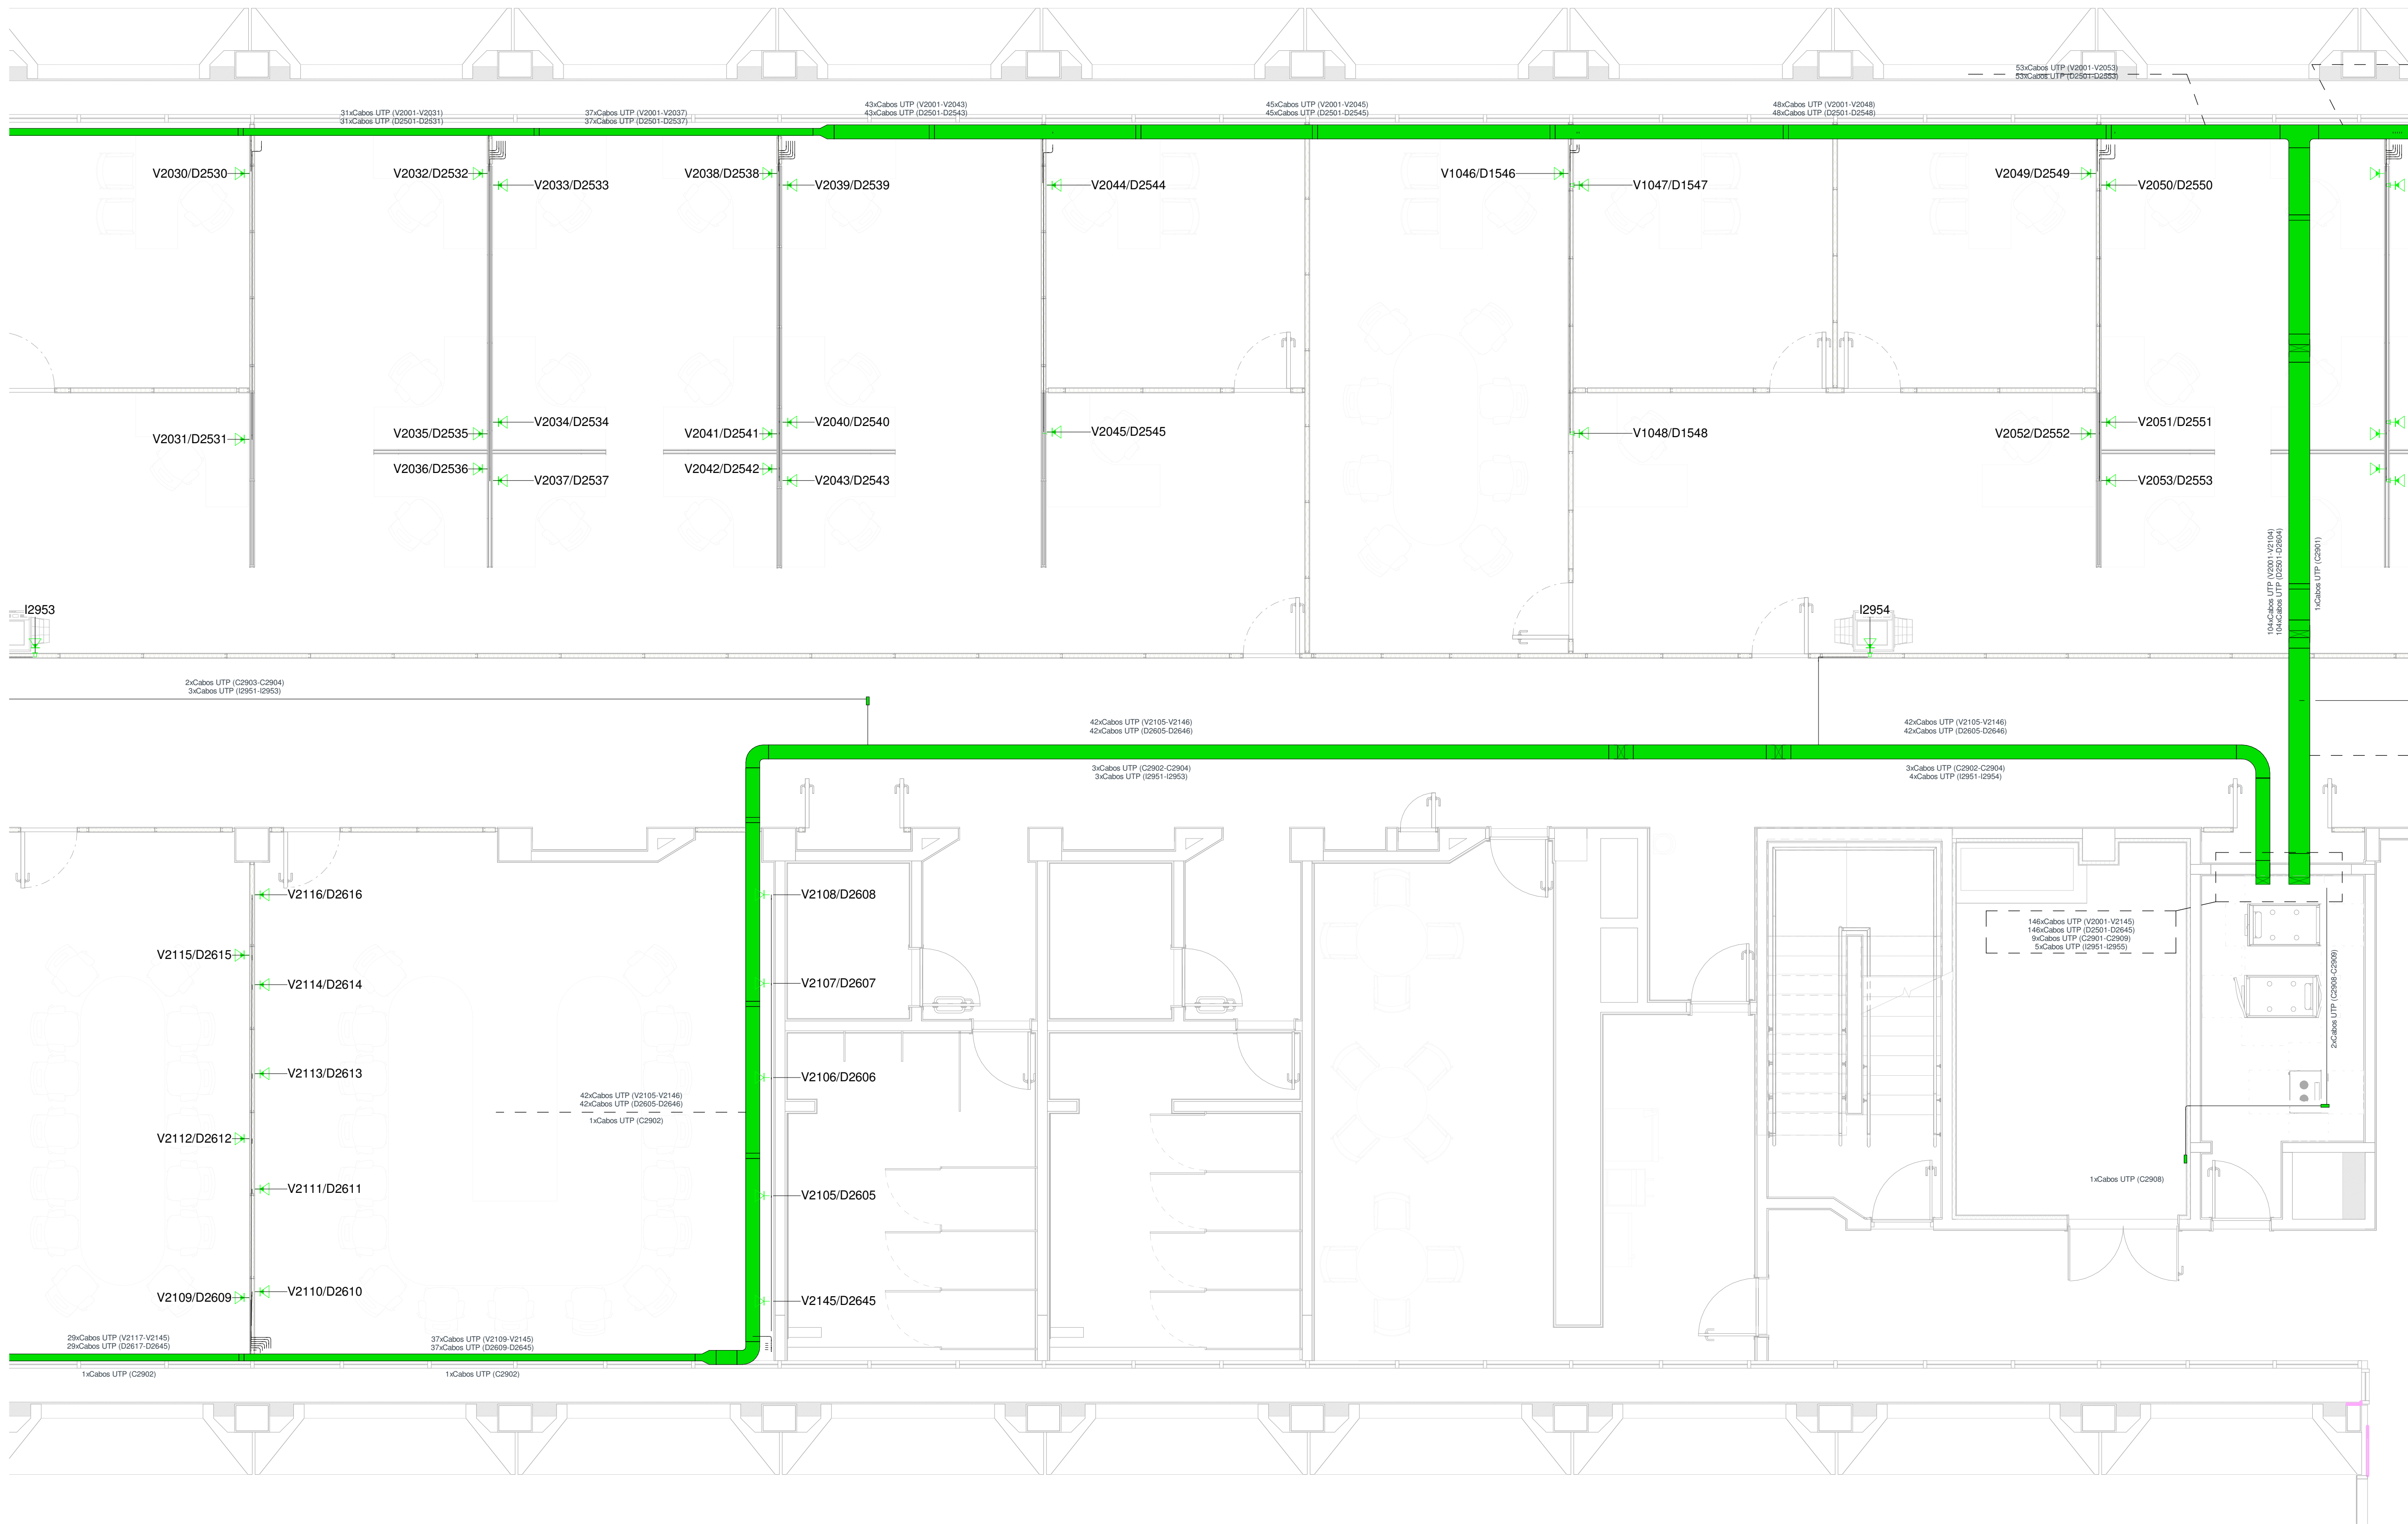 53xCabos UTP (V2001-V2053)
53xCabos UTP (D2501-D2553)
31xCabos UTP (V2001-V2031)
31xCabos UTP (D2501-D2531)
37xCabos UTP (V2001-V2037)
37xCabos UTP (D2501-D2537)
43xCabos UTP (V2001-V2043)
43xCabos UTP (D2501-D2543)
45xCabos UTP (V2001-V2045)
45xCabos UTP (D2501-D2545)
48xCabos UTP (V2001-V2048)
48xCabos UTP (D2501-D2548)
V2030/D2530
V2032/D2532
V2033/D2533
V2038/D2538
V2039/D2539
V2044/D2544
V1046/D1546
V1047/D1547
V2049/D2549
V2050/D2550
V2031/D2531
V2035/D2535
V2034/D2534
V2041/D2541
V2040/D2540
V2045/D2545
V1048/D1548
V2052/D2552
V2051/D2551
V2036/D2536
V2037/D2537
V2042/D2542
V2043/D2543
V2053/D2553
104xCabos UTP (V2001-V2104)
104xCabos UTP (D2501-D2604)
1xCabos UTP (C2901)
I2953
I2954
2xCabos UTP (C2903-C2904)
3xCabos UTP (I2951-I2953)
42xCabos UTP (V2105-V2146)
42xCabos UTP (D2605-D2646)
42xCabos UTP (V2105-V2146)
42xCabos UTP (D2605-D2646)
3xCabos UTP (C2902-C2904)
3xCabos UTP (I2951-I2953)
3xCabos UTP (C2902-C2904)
4xCabos UTP (I2951-I2954)
V2116/D2616
V2108/D2608
146xCabos UTP (V2001-V2145)
146xCabos UTP (D2501-D2645)
9xCabos UTP (C2901-C2909)
5xCabos UTP (I2951-I2955)
V2115/D2615
V2114/D2614
V2107/D2607
2xCabos UTP (C2908-C2909)
V2113/D2613
V2106/D2606
42xCabos UTP (V2105-V2146)
42xCabos UTP (D2605-D2646)
1xCabos UTP (C2902)
V2112/D2612
V2111/D2611
V2105/D2605
1xCabos UTP (C2908)
V2109/D2609
V2110/D2610
V2145/D2645
29xCabos UTP (V2117-V2145)
29xCabos UTP (D2617-D2645)
37xCabos UTP (V2109-V2145)
37xCabos UTP (D2609-D2645)
1xCabos UTP (C2902)
1xCabos UTP (C2902)